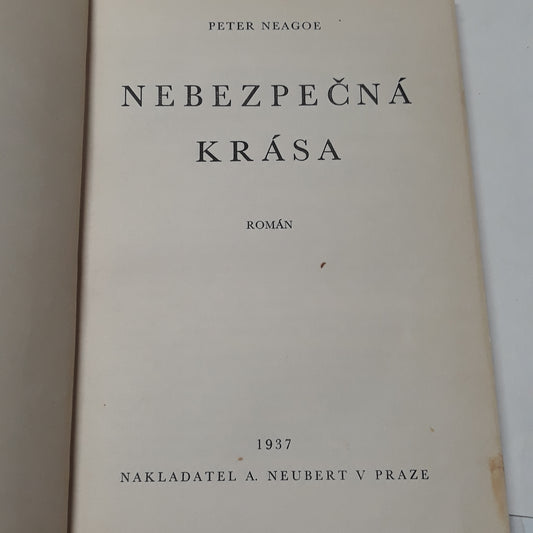 PETER NEAGOE
NEBEZPEČNÁ
KRÁSA
ROMÁN
1937
NAKLADATEL A. NEUBERT V PRAZE